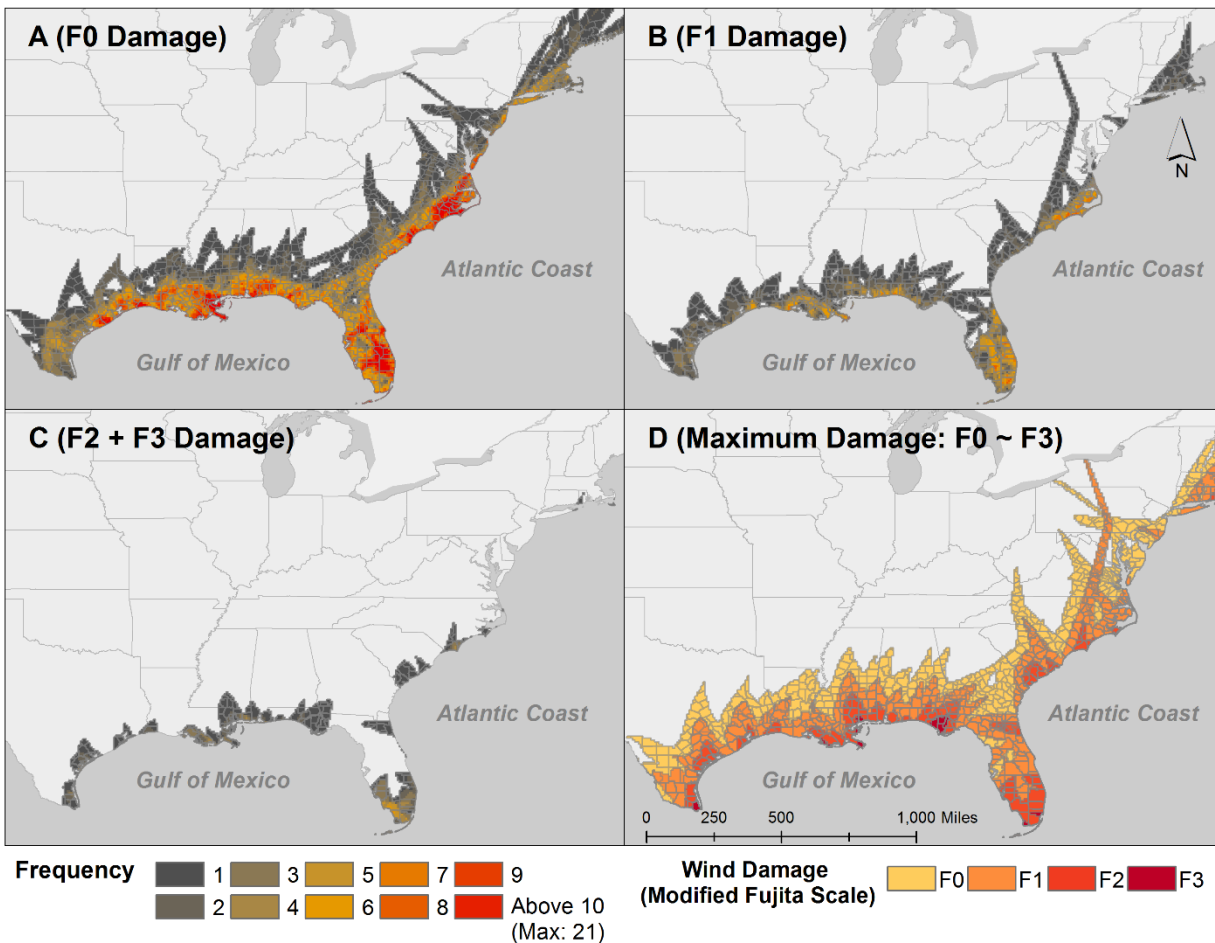 A (F0 Damage)
B (F1 Damage)
N
Atlantic Coast
Atlantic Coast
Gulf of Mexico
Gulf of Mexico
C (F2 + F3 Damage)
D (Maximum Damage: F0 ~ F3)
Atlantic Coast
Atlantic Coast
Gulf of Mexico
Gulf of Mexico
0 250 500 1,000 Miles
Frequency
1 3 5 7 9
2 4 6 8 Above 10
(Max: 21)
Wind Damage
(Modified Fujita Scale)
F0 F1 F2 F3